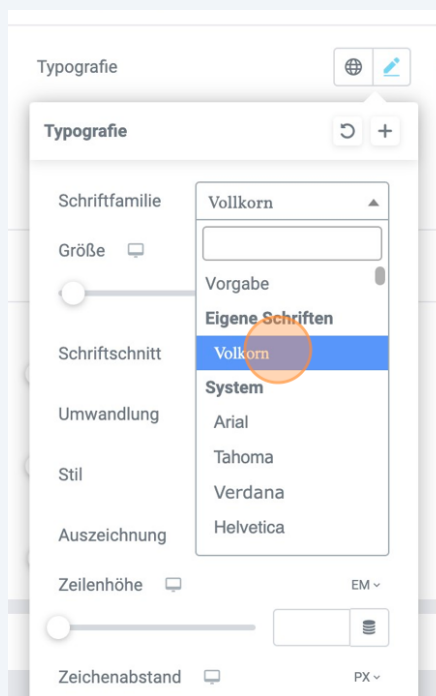 Typografie
Typografie
Schriftfamilie
Vollkorn
Größe
Vorgabe
Eigene Schriften
Schriftschnitt
Volkorn
System
Umwandlung
Arial
Tahoma
Stil
Verdana
Auszeichnung
Helvetica
Zeilenhöhe
EM
Zeichenabstand
PX